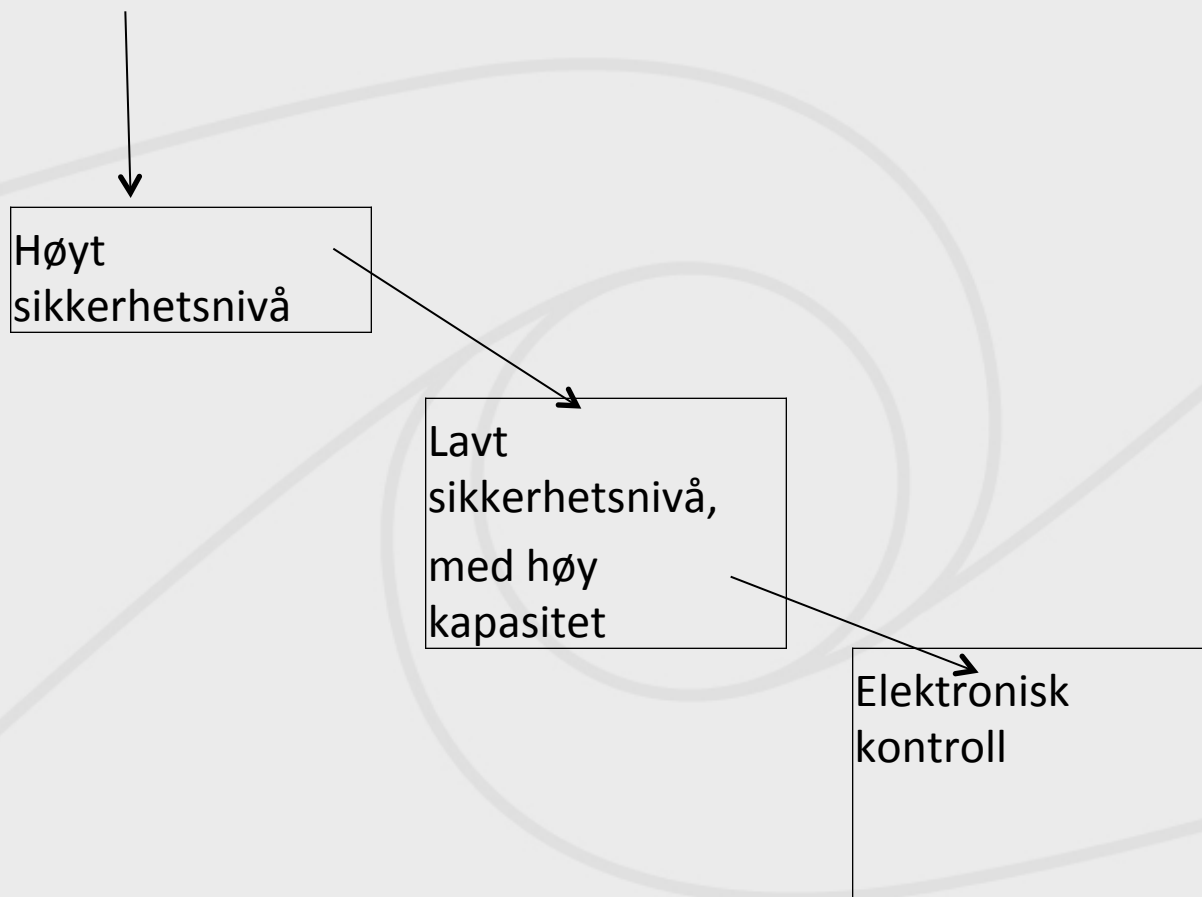 Høyt
sikkerhetsnivå
Lavt
sikkerhetsnivå,
med høy
kapasitet
Elektronisk
kontroll